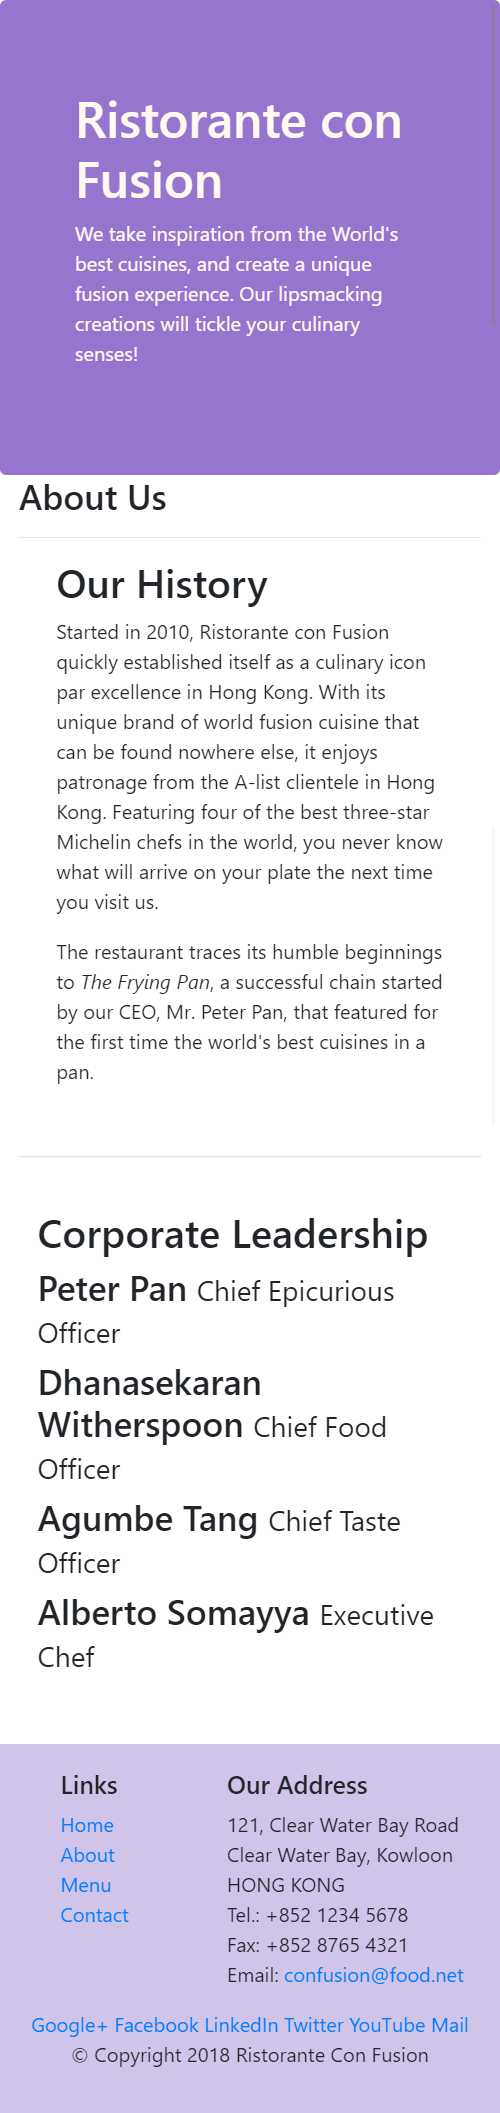 Ristorante con
Fusion
We take inspiration from the World's
best cuisines, and create a unique
fusion experience. Our lipsmacking
creations will tickle your culinary
senses!
About Us
Our History
Started in 2010, Ristorante con Fusion
quickly established itself as a culinary icon
par excellence in Hong Kong. With its
unique brand of world fusion cuisine that
can be found nowhere else, it enjoys
patronage from the A-list clientele in Hong
Kong. Featuring four of the best three-star
Michelin chefs in the world, you never know
what will arrive on your plate the next time
you visit us.
The restaurant traces its humble beginnings
to The Frying Pan, a successful chain started
by our CEO, Mr. Peter Pan, that featured for
the first time the world's best cuisines in a
pan.
Corporate Leadership
Peter Pan Chief Epicurious
Officer
Dhanasekaran
Witherspoon Chief Food
Officer
Agumbe Tang Chief Taste
Officer
Alberto Somayya Executive
Chef
Links
Home
About
Menu
Contact
Our Address
121, Clear Water Bay Road
Clear Water Bay, Kowloon
HONG KONG
Tel.: +852 1234 5678
Fax: +852 8765 4321
Email: confusion@food.net
Google+ Facebook LinkedIn Twitter YouTube Mail
© Copyright 2018 Ristorante Con Fusion